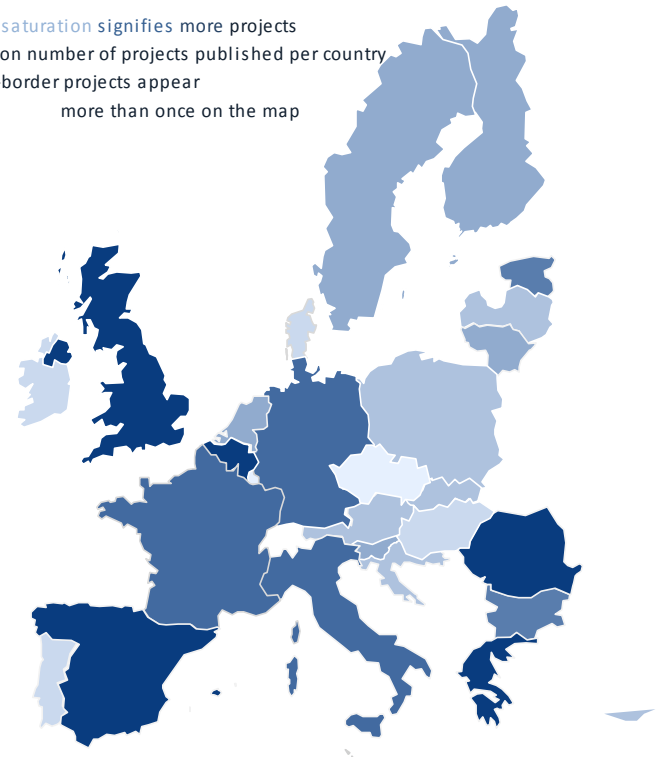 saturation signifies more projects
on number of projects published per country
border projects appear
more than once on the map